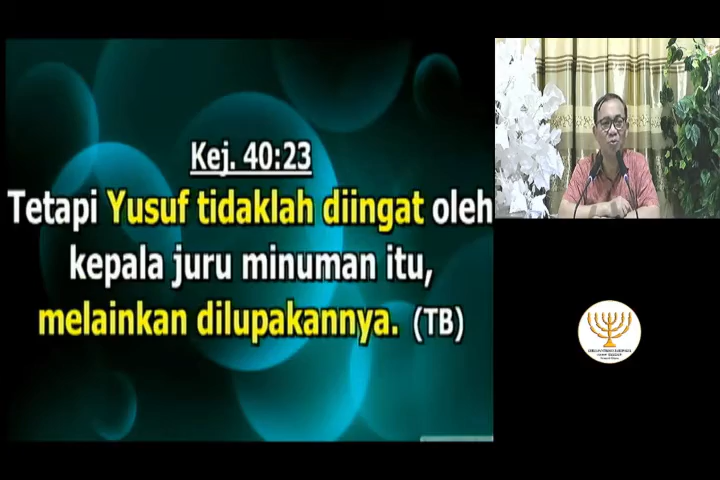 Kej. 40:23
Tetapi Yusuf tidaklah diingat oleh
kepala juru minuman itu,
melainkan dilupakannya. (TB)